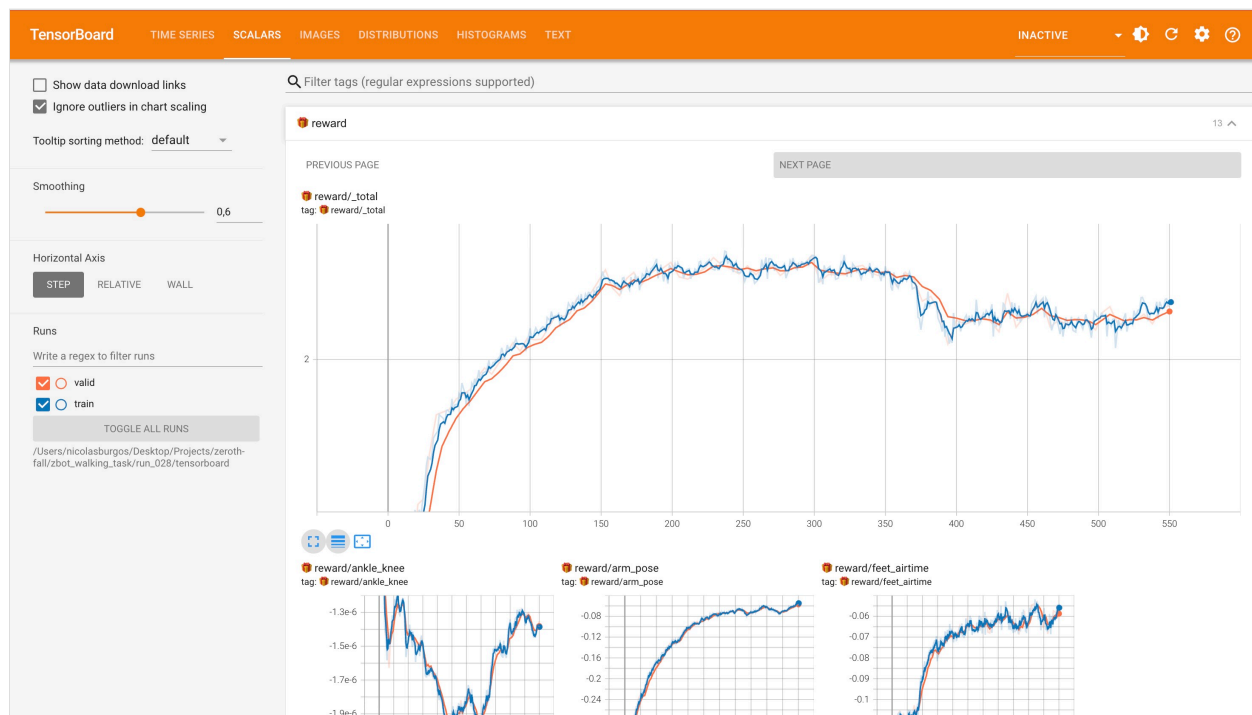 TensorBoard TIME SERIES SCALARS IMAGES DISTRIBUTIONS HISTOGRAMS TEXT INACTIVE
Show data download links
Ignore outliers in chart scaling
Tooltip sorting method: default
Smoothing
0,6
Horizontal Axis
STEP RELATIVE WALL
Runs
Write a regex to filter runs
valid
train
TOGGLE ALL RUNS
/Users/nicolasburgos/Desktop/Projects/zeroth-
fall/zbot_walking_task/run_028/tensorboard
Filter tags (regular expressions supported)
🎁 reward 13
PREVIOUS PAGE NEXT PAGE
🎁 reward/_total
tag: 🎁 reward/_total
2
0 50 100 150 200 250 300 350 400 450 500 550
🎁 reward/ankle_knee
tag: 🎁 reward/ankle_knee
-1.3e-6
-1.5e-6
-1.7e-6
-1.9e-6
🎁 reward/arm_pose
tag: 🎁 reward/arm_pose
-0.08
-0.12
-0.16
-0.2
-0.24
🎁 reward/feet_airtime
tag: 🎁 reward/feet_airtime
-0.06
-0.07
-0.08
-0.09
-0.1